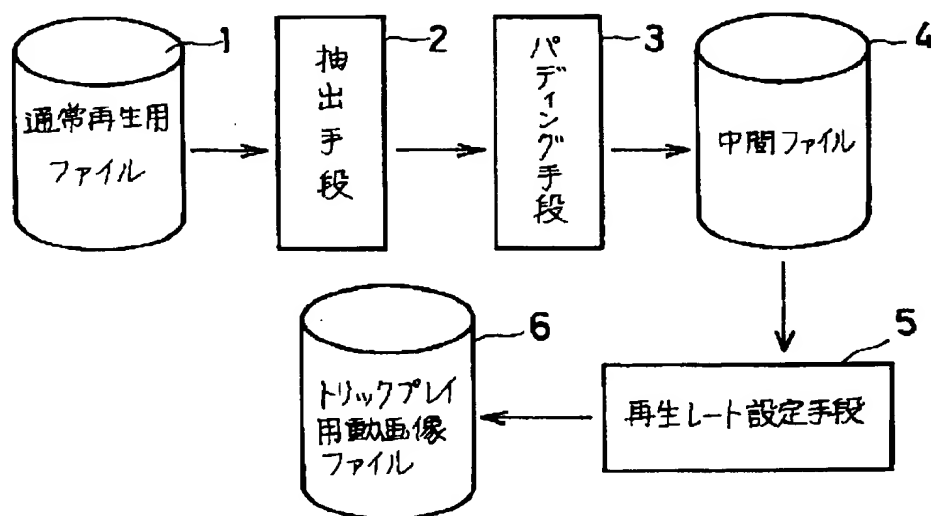 1
通常再生用
ファイル
2
抽出手段
3
パディング手段
4
中間ファイル
5
再生レート設定手段
6
トリックプレイ
用動画像
ファイル